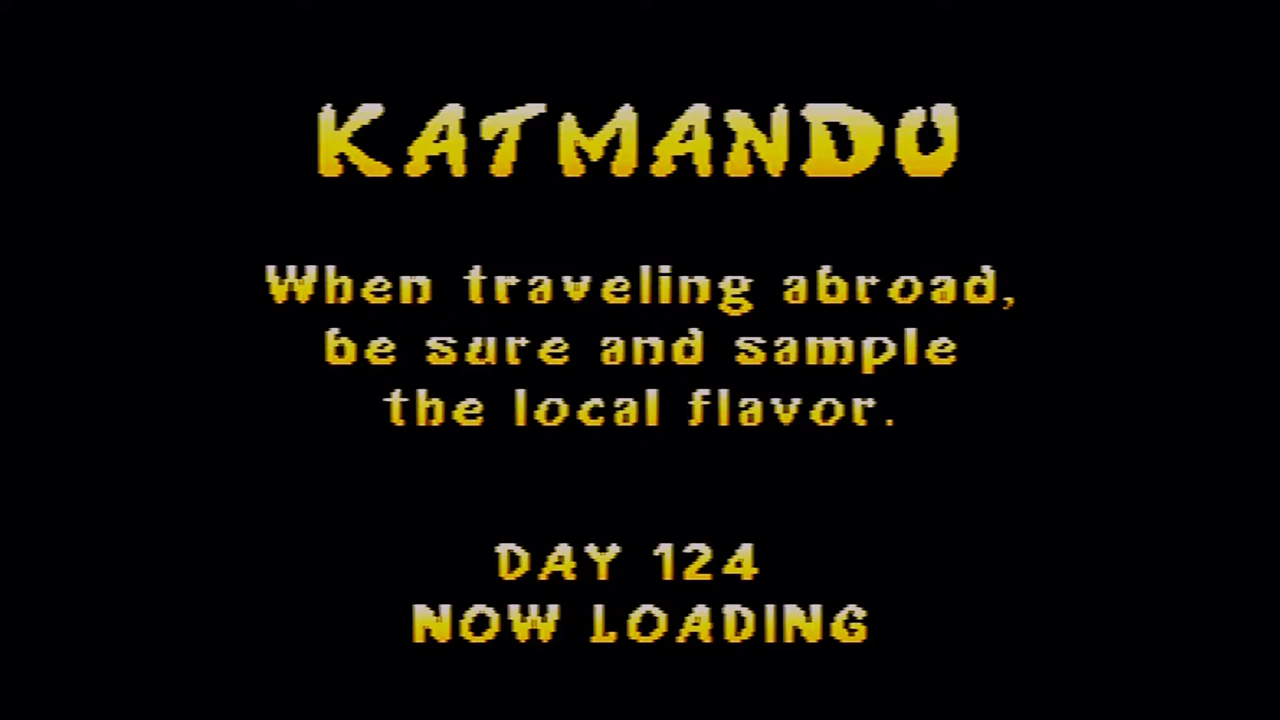 KATMANDU
When traveling abroad,
be sure and sample
the local flavor.
DAY 124
NOW LOADING